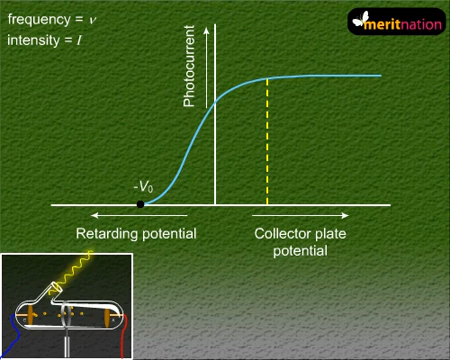 frequency = ν
intensity = I
meritnation
Photocurrent
-V₀
Retarding potential
Collector plate
potential